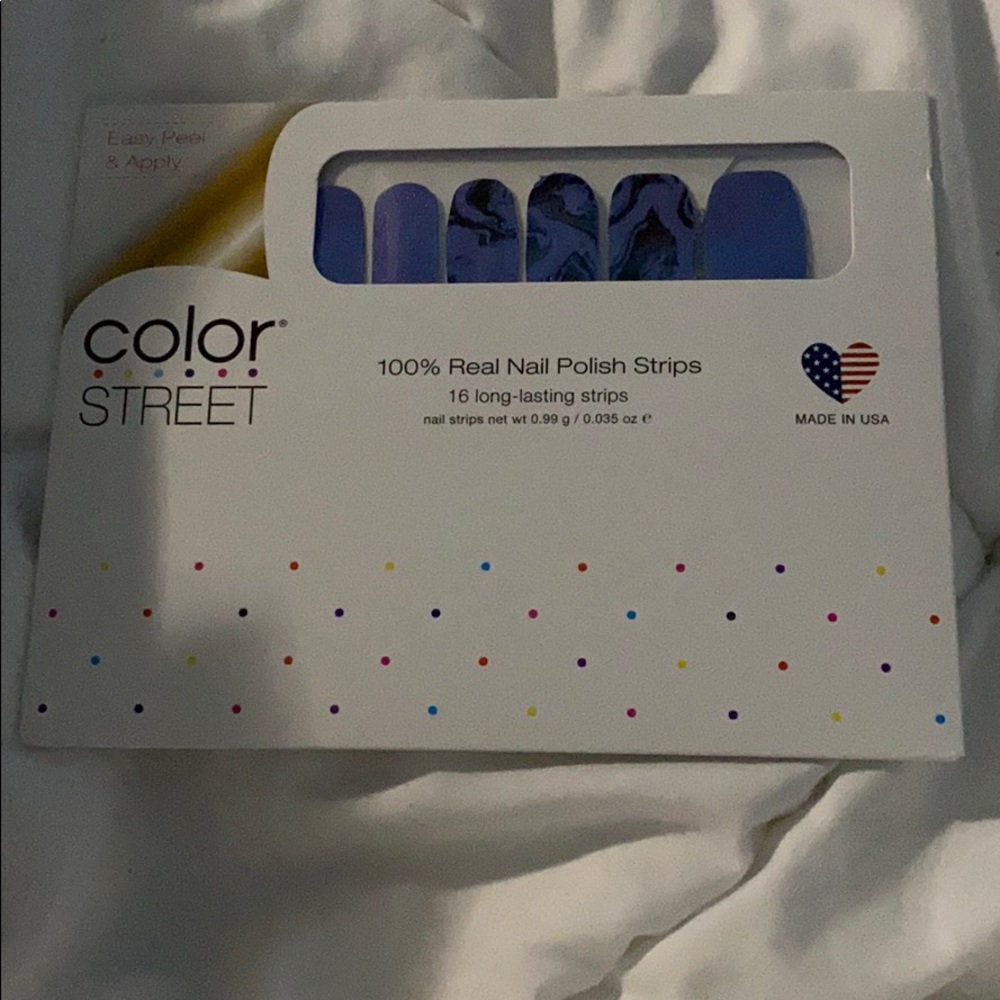 Easy Peel
& Apply
color®
STREET
100% Real Nail Polish Strips
16 long-lasting strips
nail strips net wt 0.99 g / 0.035 oz ℮
MADE IN USA